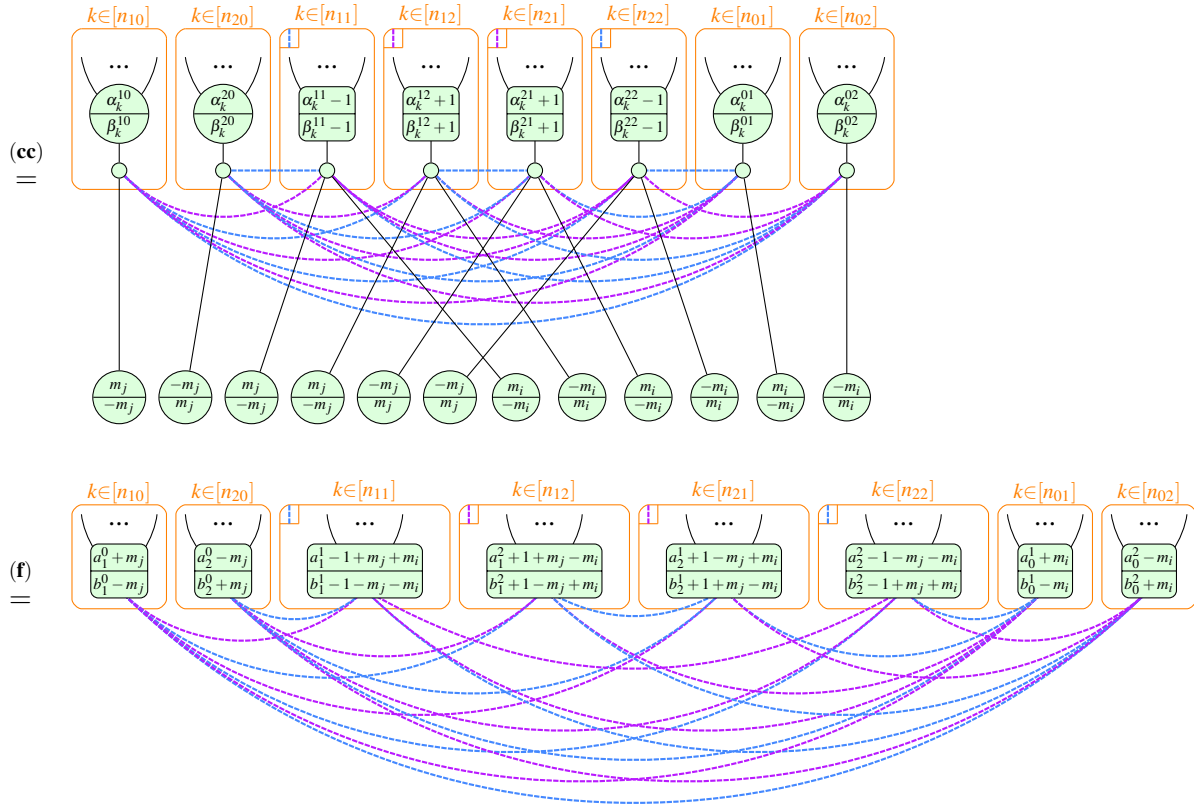 k∈[n₁₀] k∈[n₂₀] k∈[n₁₁] k∈[n₁₂] k∈[n₂₁] k∈[n₂₂] k∈[n₀₁] k∈[n₀₂]
... ... ... ... ... ... ... ...
α_k^{10} α_k^{20} α_k^{11} − 1 α_k^{12} + 1 α_k^{21} + 1 α_k^{22} − 1 α_k^{01} α_k^{02}
β_k^{10} β_k^{20} β_k^{11} − 1 β_k^{12} + 1 β_k^{21} + 1 β_k^{22} − 1 β_k^{01} β_k^{02}
(cc)
=
m_j −m_j m_j m_j −m_j −m_j m_i −m_i m_i −m_i m_i −m_i
−m_j m_j −m_j −m_j m_j m_j −m_i m_i −m_i m_i −m_i m_i
k∈[n₁₀] k∈[n₂₀] k∈[n₁₁] k∈[n₁₂] k∈[n₂₁] k∈[n₂₂] k∈[n₀₁] k∈[n₀₂]
... ... ... ... ... ... ... ...
a_1^0 + m_j a_2^0 − m_j a_1^1 − 1 + m_j + m_i a_1^2 + 1 + m_j − m_i a_2^1 + 1 − m_j + m_i a_2^2 − 1 − m_j − m_i a_0^1 + m_i a_0^2 − m_i
b_1^0 − m_j b_2^0 + m_j b_1^1 − 1 − m_j − m_i b_1^2 + 1 − m_j + m_i b_2^1 + 1 + m_j − m_i b_2^2 − 1 + m_j + m_i b_0^1 − m_i b_0^2 + m_i
(f)
=